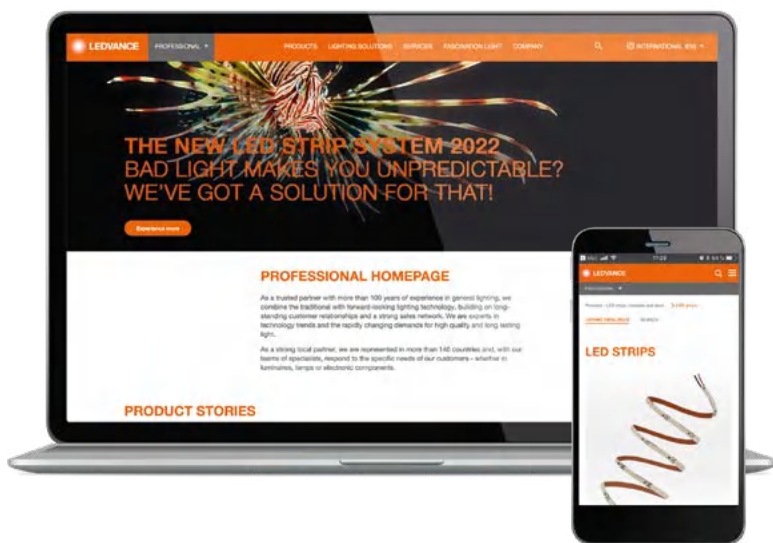 LEDVANCE
PROFESSIONAL
PRODUCTS LIGHTING SOLUTIONS SERVICES FASCINATION LIGHT COMPANY
INTERNATIONAL (EN)
THE NEW LED STRIP SYSTEM 2022
BAD LIGHT MAKES YOU UNPREDICTABLE?
WE'VE GOT A SOLUTION FOR THAT!
Experience more
PROFESSIONAL HOMEPAGE
As a trusted partner with more than 100 years of experience in general lighting, we
combine the traditional with forward-looking lighting technology, building on long-
standing customer relationships and a strong sales network. We are experts in
technology trends and the rapidly changing demands for high quality and long lasting
light.
As a strong local partner, we are represented in more than 140 countries and, with our
teams of specialists, respond to the specific needs of our customers - whether in
luminaires, lamps or electronic components.
PRODUCT STORIES
LEDVANCE
PROFESSIONAL
LED STRIPS